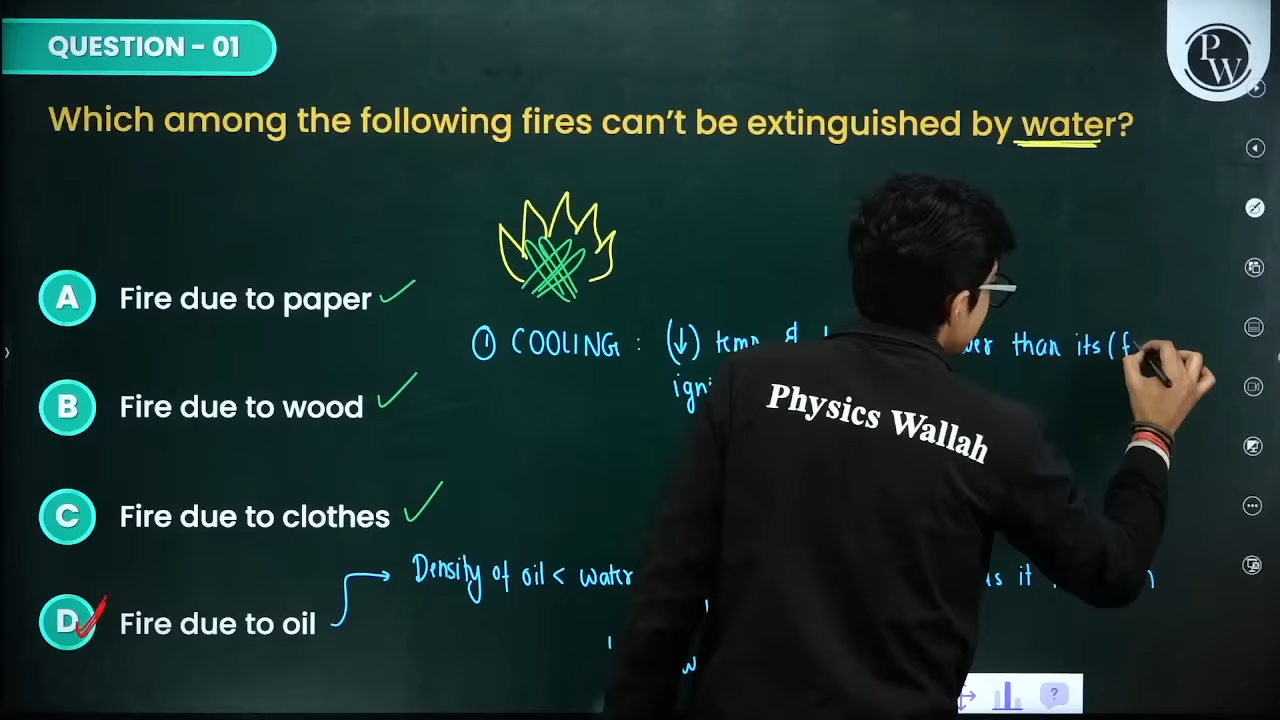 QUESTION - 01
PW
Which among the following fires can't be extinguished by water?
A Fire due to paper
① COOLING : (↓) temp than its (f
B Fire due to wood
Physics Wallah
C Fire due to clothes
Density of oil < water it
D Fire due to oil